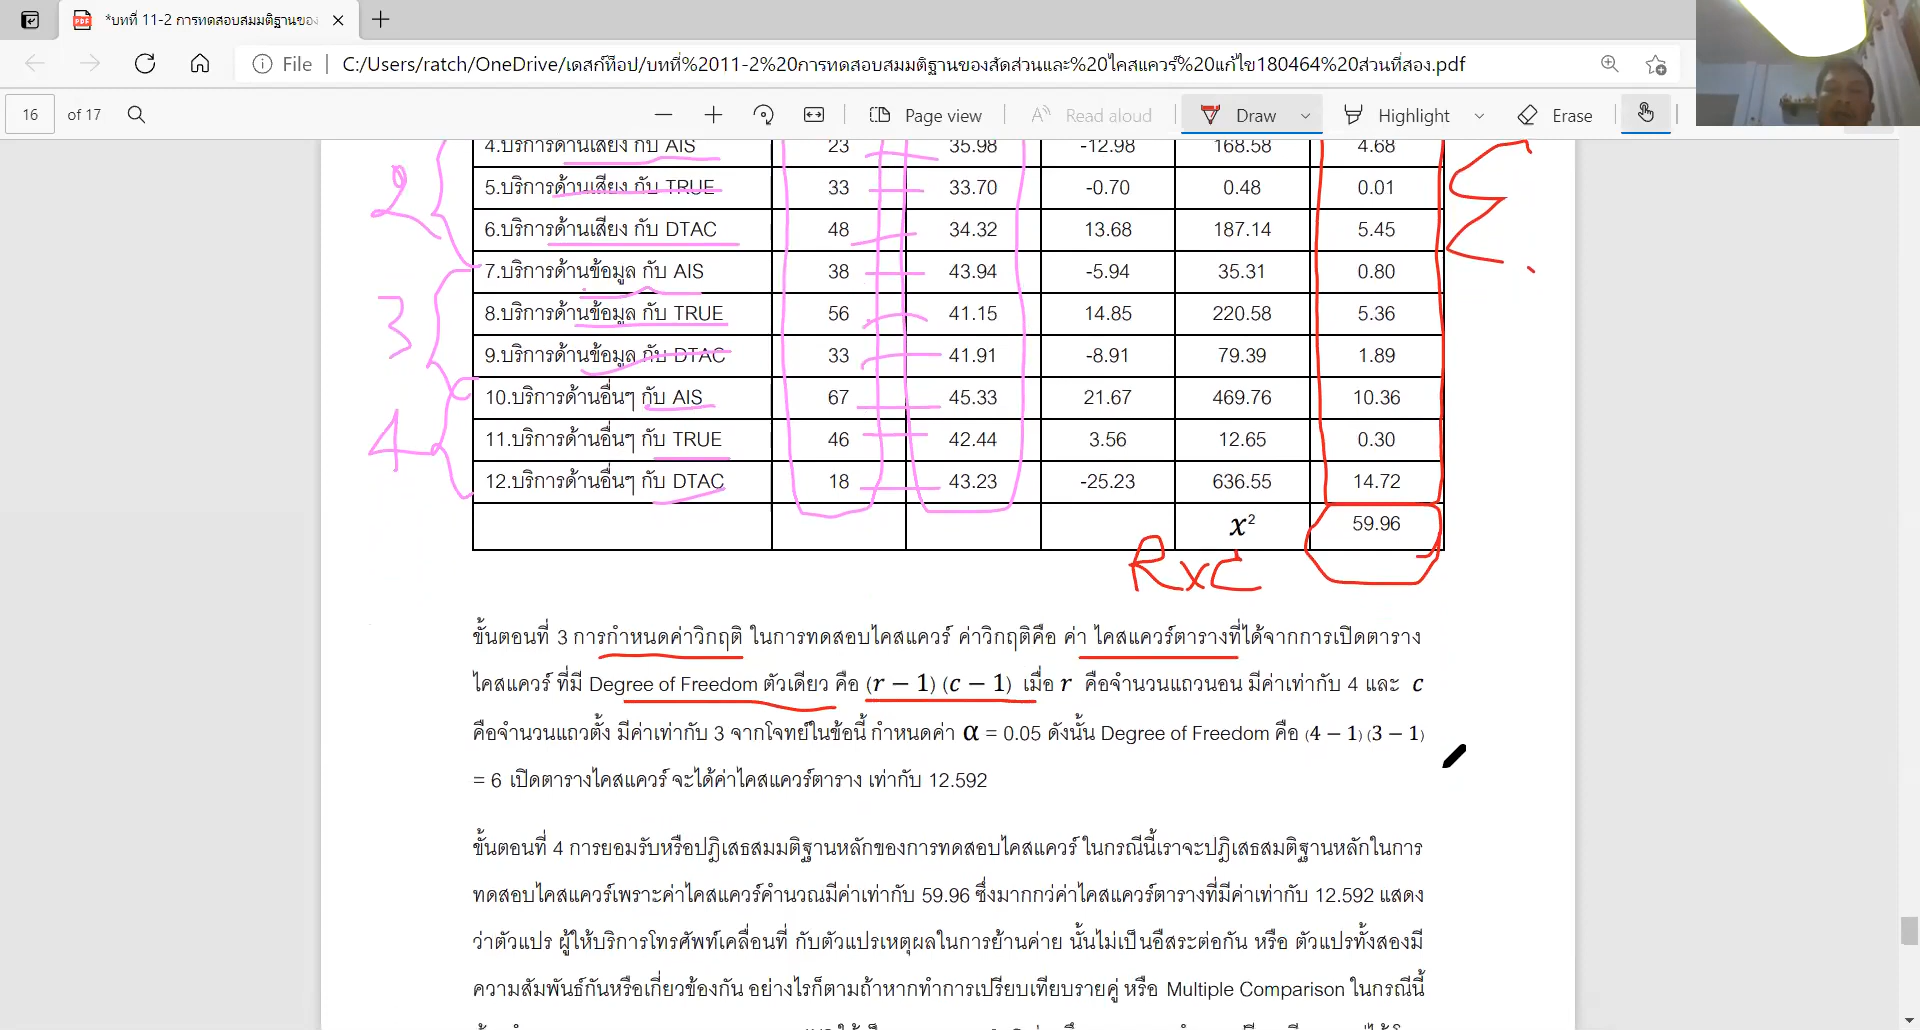 *บทที่ 11-2 การทดสอบสมมติฐานของ
File C:/Users/ratch/OneDrive/เดสก์ท็อป/บทที่%2011-2%20การทดสอบสมมติฐานของสัดส่วนและ%20ไคสแควร์%20แก้ไข180464%20ส่วนที่สอง.pdf
16 of 17 Page view Read aloud Draw Highlight Erase
4.บริการด้านเสียง กับ AIS 23 35.98 -12.98 168.58 4.68
5.บริการด้านเสียง กับ TRUE 33 33.70 -0.70 0.48 0.01
6.บริการด้านเสียง กับ DTAC 48 34.32 13.68 187.14 5.45
7.บริการด้านข้อมูล กับ AIS 38 43.94 -5.94 35.31 0.80
8.บริการด้านข้อมูล กับ TRUE 56 41.15 14.85 220.58 5.36
9.บริการด้านข้อมูล กับ DTAC 33 41.91 -8.91 79.39 1.89
10.บริการด้านอื่นๆ กับ AIS 67 45.33 21.67 469.76 10.36
11.บริการด้านอื่นๆ กับ TRUE 46 42.44 3.56 12.65 0.30
12.บริการด้านอื่นๆ กับ DTAC 18 43.23 -25.23 636.55 14.72
x² 59.96
2
3
4
Σ
RxC
ขั้นตอนที่ 3 การกำหนดค่าวิกฤติ ในการทดสอบไคสแควร์ ค่าวิกฤติคือ ค่า ไคสแควร์ตารางที่ได้จากการเปิดตาราง
ไคสแควร์ ที่มี Degree of Freedom ตัวเดียว คือ (r − 1) (c − 1) เมื่อ r คือจำนวนแถวนอน มีค่าเท่ากับ 4 และ c
คือจำนวนแถวตั้ง มีค่าเท่ากับ 3 จากโจทย์ในข้อนี้ กำหนดค่า α = 0.05 ดังนั้น Degree of Freedom คือ (4 − 1) (3 − 1)
= 6 เปิดตารางไคสแควร์ จะได้ค่าไคสแควร์ตาราง เท่ากับ 12.592
ขั้นตอนที่ 4 การยอมรับหรือปฏิเสธสมมติฐานหลักของการทดสอบไคสแควร์ ในกรณีนี้เราจะปฏิเสธสมติฐานหลักในการ
ทดสอบไคสแควร์เพราะค่าไคสแควร์คำนวณมีค่าเท่ากับ 59.96 ซึ่งมากกว่าค่าไคสแควร์ตารางที่มีค่าเท่ากับ 12.592 แสดง
ว่าตัวแปร ผู้ให้บริการโทรศัพท์เคลื่อนที่ กับตัวแปรเหตุผลในการย้านค่าย นั้นไม่เป็นอืสระต่อกัน หรือ ตัวแปรทั้งสองมี
ความสัมพันธ์กันหรือเกี่ยวข้องกัน อย่างไรก็ตามถ้าหากทำการเปรียบเทียบรายคู่ หรือ Multiple Comparison ในกรณีนี้